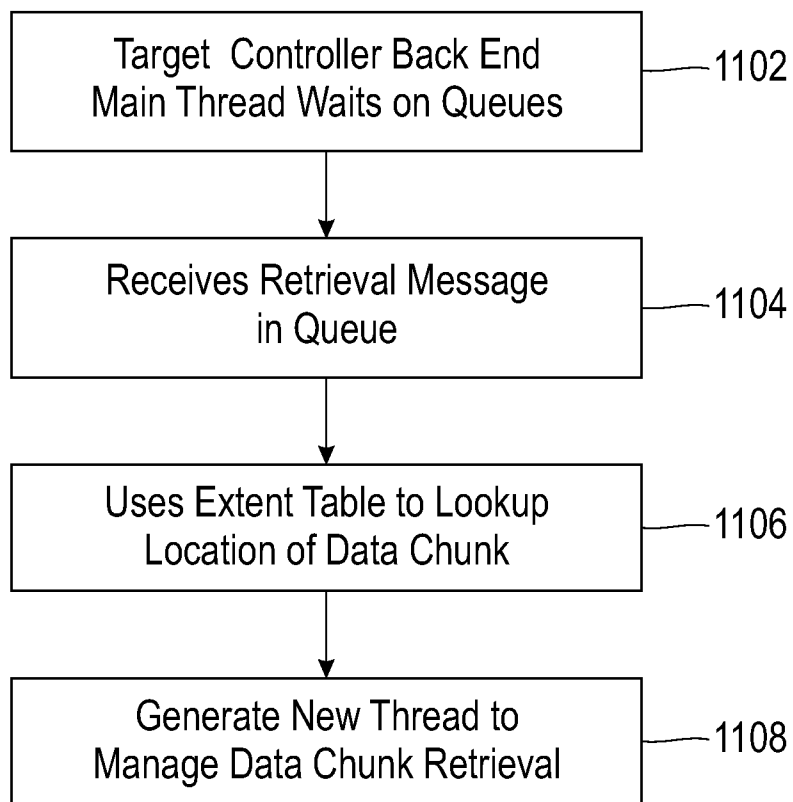 Target Controller Back End
Main Thread Waits on Queues
1102
Receives Retrieval Message
in Queue
1104
Uses Extent Table to Lookup
Location of Data Chunk
1106
Generate New Thread to
Manage Data Chunk Retrieval
1108